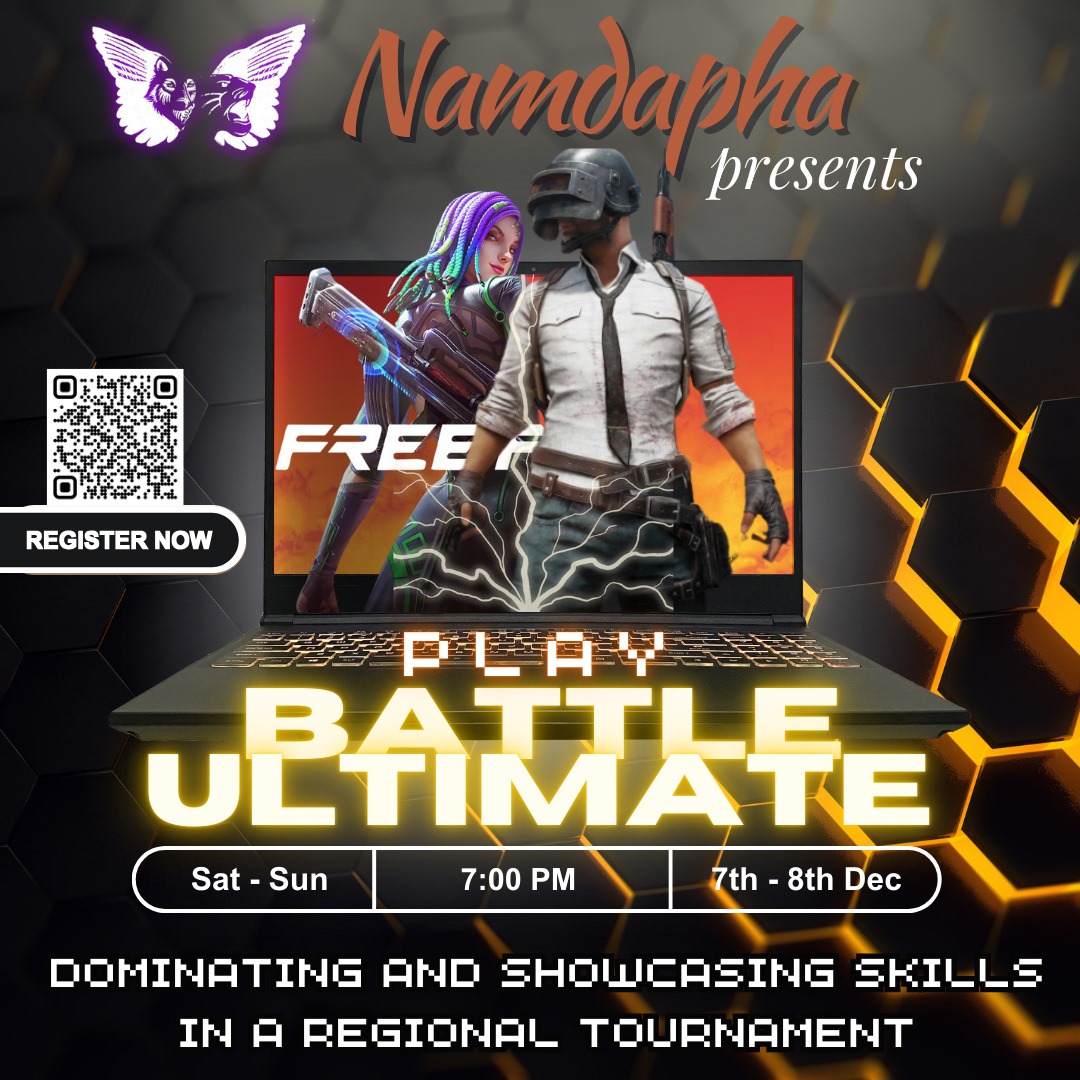 Namdapha
presents
FREE F
REGISTER NOW
PLAY
BATTLE
ULTIMATE
Sat - Sun
7:00 PM
7th - 8th Dec
DOMINATING AND SHOWCASING SKILLS
IN A REGIONAL TOURNAMENT